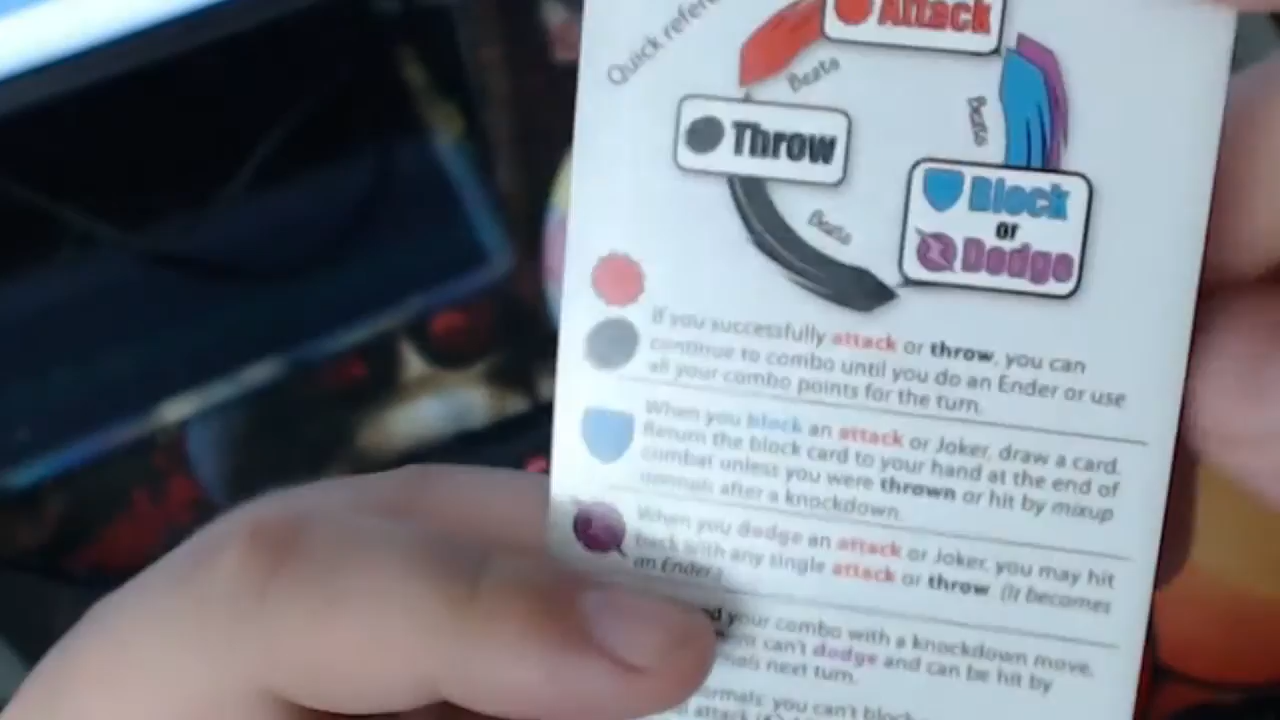 Quick
Attack
Beats
Beats
Throw
Block
or
Dodge
Beats
If you successfully attack or throw, you can
continue to combo until you do an Ender or use
all your combo points for the turn.
When you block an attack or Joker, draw a card.
Return the block card to your hand at the end of
combat unless you were thrown or hit by mixup
normals after a knockdown.
When you dodge an attack or Joker, you may hit
back with any single attack or throw (It becomes
an Ender
your combo with a knockdown move,
can't dodge and can be hit by
next turn.
you can't block
attack